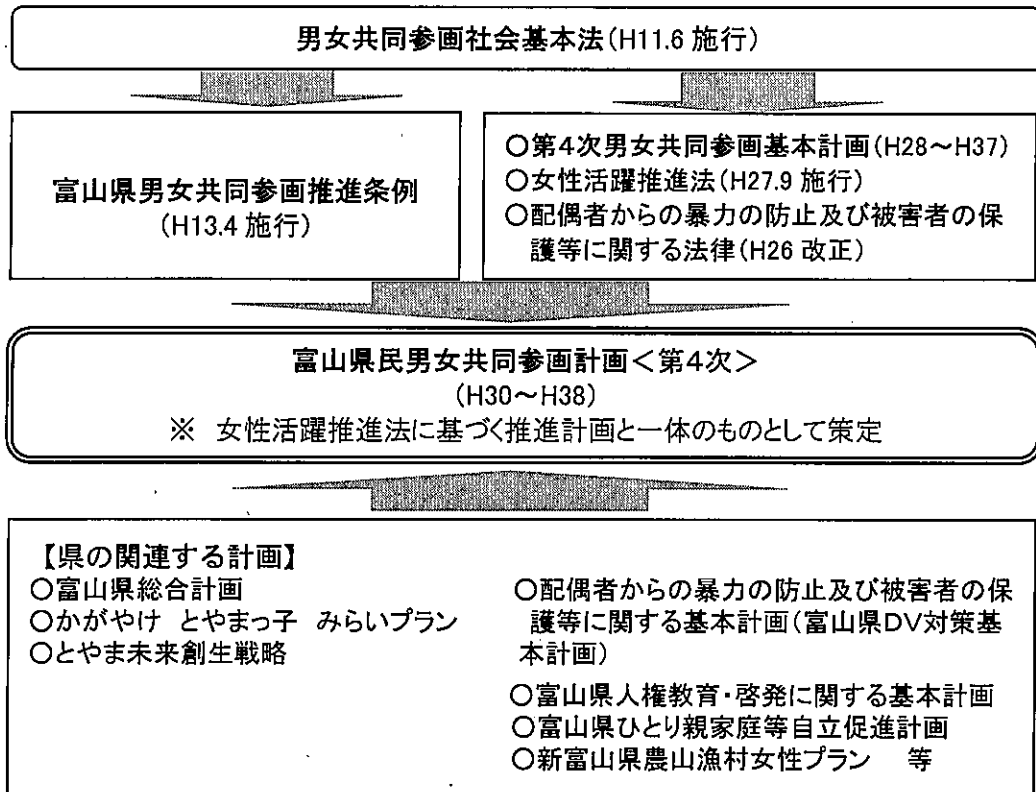 男女共同参画社会基本法(H11.6 施行)
富山県男女共同参画推進条例
(H13.4 施行)
○第4次男女共同参画基本計画(H28～H37)
○女性活躍推進法(H27.9 施行)
○配偶者からの暴力の防止及び被害者の保
護等に関する法律(H26 改正)
富山県民男女共同参画計画＜第4次＞
(H30～H38)
※ 女性活躍推進法に基づく推進計画と一体のものとして策定
【県の関連する計画】
○富山県総合計画
○かがやけ とやまっ子 みらいプラン
○とやま未来創生戦略
○配偶者からの暴力の防止及び被害者の保
護等に関する基本計画(富山県DV対策基
本計画)
○富山県人権教育・啓発に関する基本計画
○富山県ひとり親家庭等自立促進計画
○新富山県農山漁村女性プラン 等